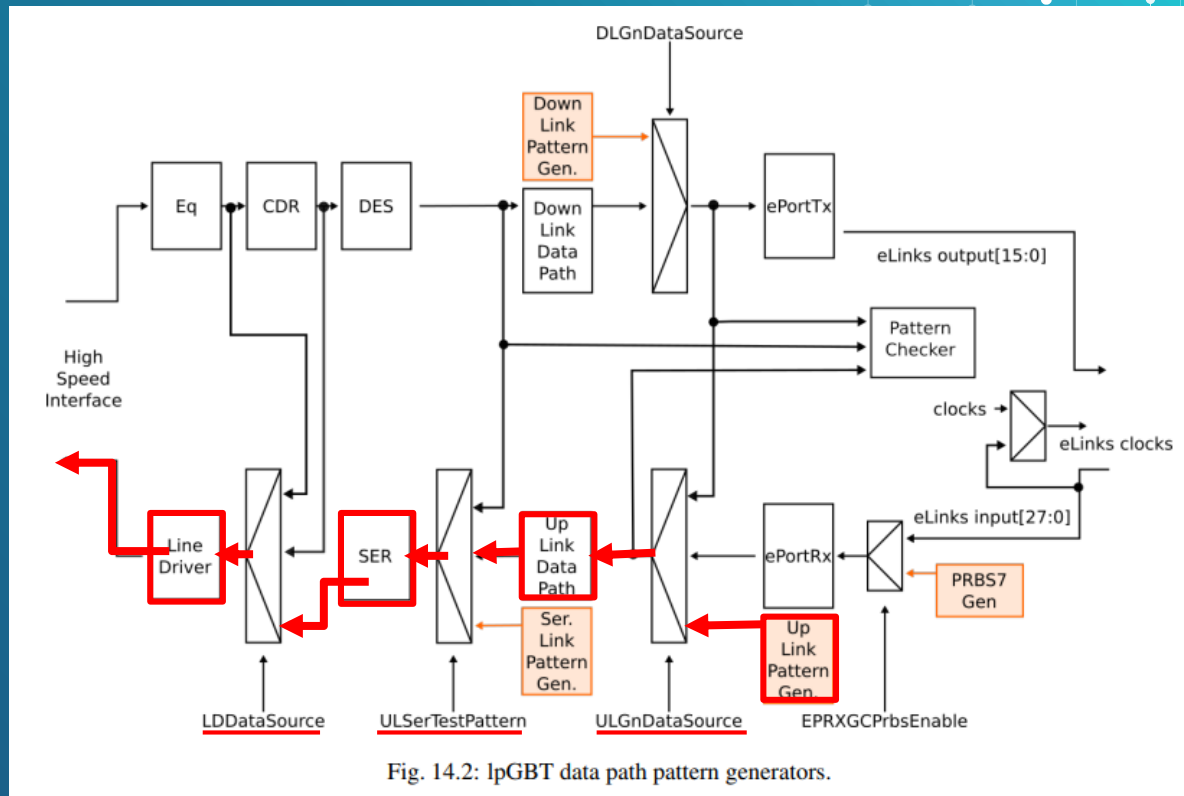 DLGnDataSource
Down
Link
Pattern
Gen.
Eq
CDR
DES
Down
Link
Data
Path
ePortTx
eLinks output[15:0]
Pattern
Checker
High
Speed
Interface
clocks
eLinks clocks
eLinks input[27:0]
Line
Driver
SER
Up
Link
Data
Path
ePortRx
PRBS7
Gen
Ser.
Link
Pattern
Gen.
Up
Link
Pattern
Gen.
LDDataSource
ULSerTestPattern
ULGnDataSource
EPRXGCPrbsEnable
Fig. 14.2: lpGBT data path pattern generators.